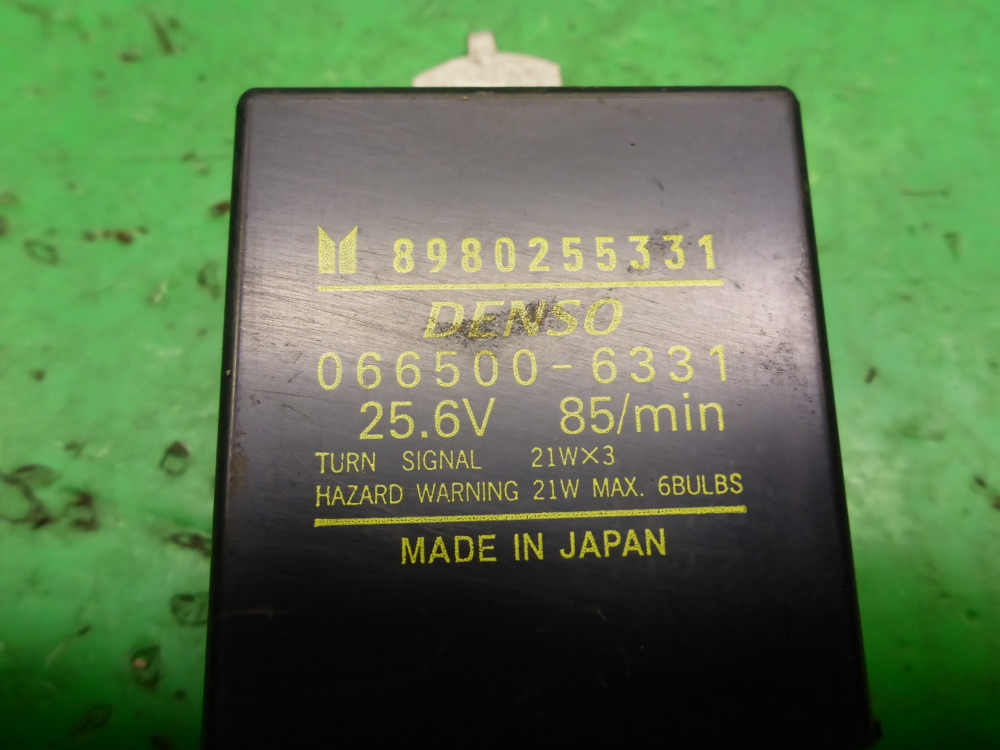 8980255331
DENSO
066500-6331
25.6V 85/min
TURN SIGNAL 21W×3
HAZARD WARNING 21W MAX. 6BULBS
MADE IN JAPAN